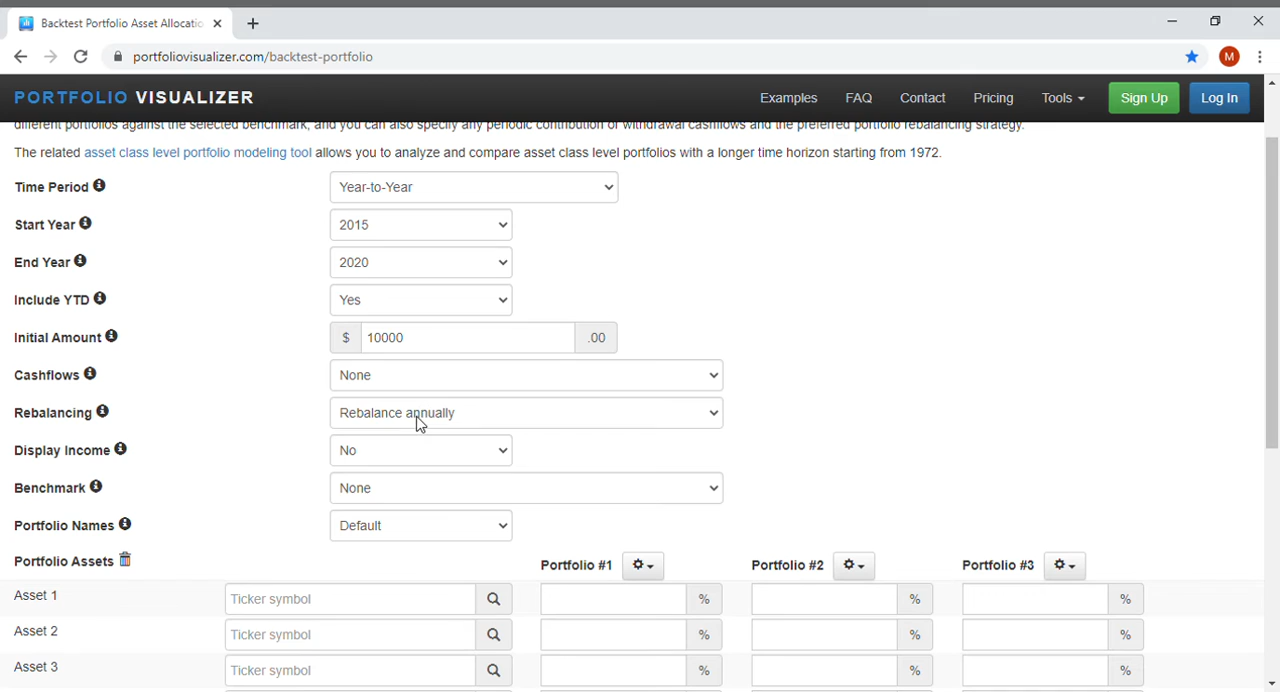 Backtest Portfolio Asset Allocatio
portfoliovisualizer.com/backtest-portfolio
M
PORTFOLIO VISUALIZER
Examples FAQ Contact Pricing Tools Sign Up Log In
different portfolios against the selected benchmark, and you can also specify any periodic contribution or withdrawal cashflows and the preferred portfolio rebalancing strategy.
The related asset class level portfolio modeling tool allows you to analyze and compare asset class level portfolios with a longer time horizon starting from 1972.
Time Period Year-to-Year
Start Year 2015
End Year 2020
Include YTD Yes
Initial Amount $ 10000 .00
Cashflows None
Rebalancing Rebalance annually
Display Income No
Benchmark None
Portfolio Names Default
Portfolio Assets Portfolio #1 Portfolio #2 Portfolio #3
Asset 1 Ticker symbol % % %
Asset 2 Ticker symbol % % %
Asset 3 Ticker symbol % % %